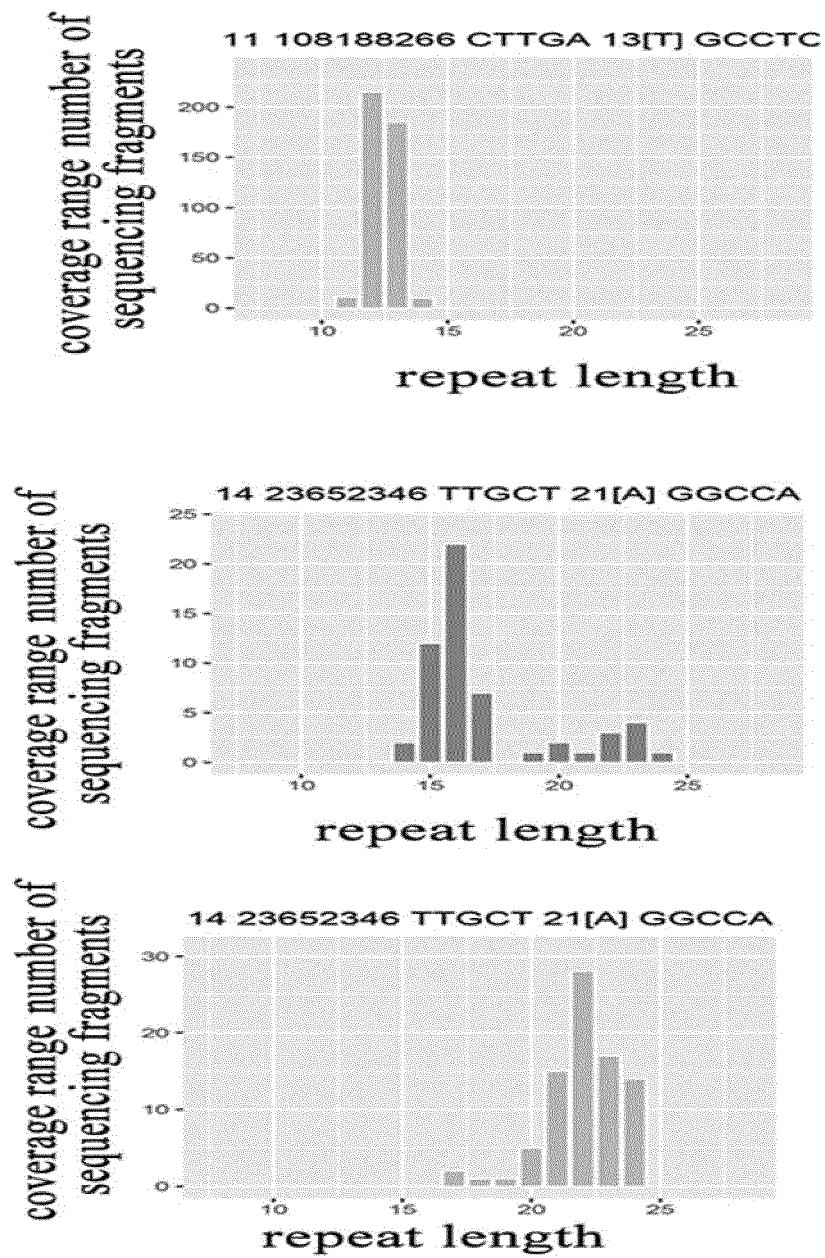 11 108188266 CTTGA 13[T] GCCTC
coverage range number of
sequencing fragments
200
150
100
50
0
10 15 20 25
repeat length
14 23652346 TTGCT 21[A] GGCCA
coverage range number of
sequencing fragments
25
20
15
10
5
0
10 15 20 25
repeat length
14 23652346 TTGCT 21[A] GGCCA
coverage range number of
sequencing fragments
30
20
10
0
10 15 20 25
repeat length